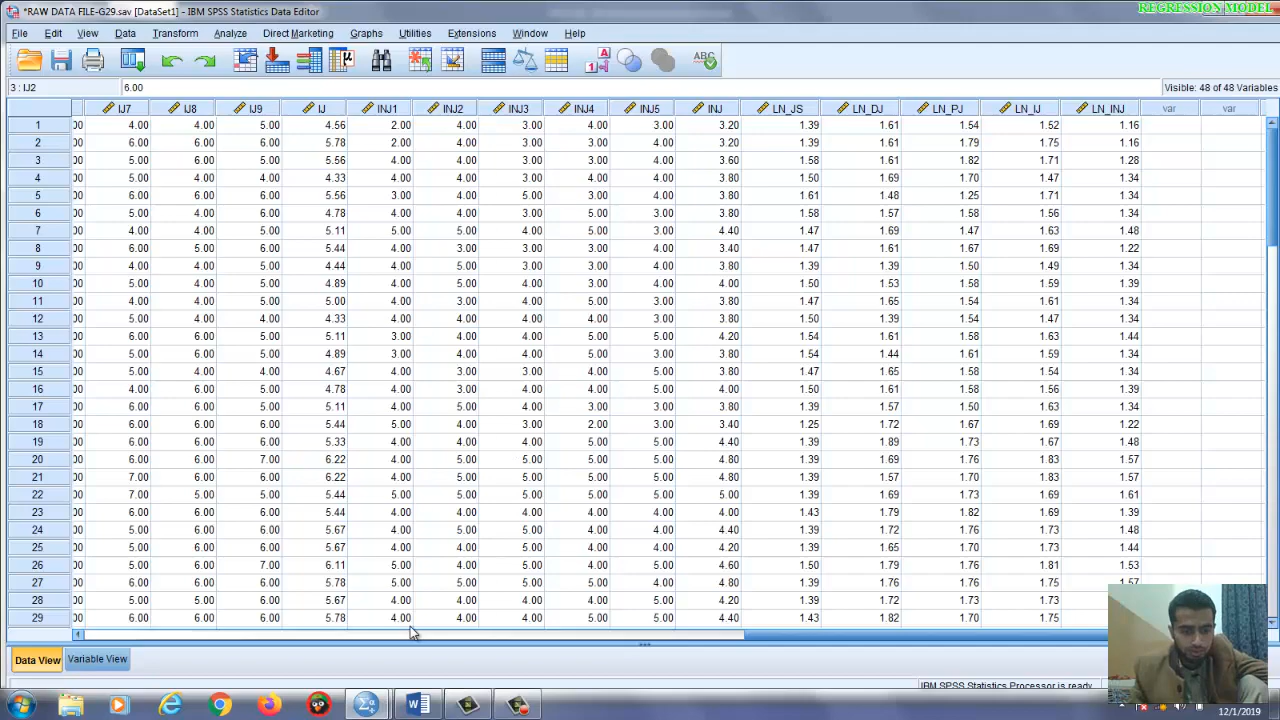 REGRESSION MODEL
*RAW DATA FILE-G29.sav [DataSet1] - IBM SPSS Statistics Data Editor
File Edit View Data Transform Analyze Direct Marketing Graphs Utilities Extensions Window Help
3 : IJ2 6.00 Visible: 48 of 48 Variables
IJ7 IJ8 IJ9 IJ INJ1 INJ2 INJ3 INJ4 INJ5 INJ LN_JS LN_DJ LN_PJ LN_IJ LN_INJ var var
1 00 4.00 4.00 5.00 4.56 2.00 4.00 3.00 4.00 3.00 3.20 1.39 1.61 1.54 1.52 1.16
2 00 6.00 6.00 6.00 5.78 2.00 4.00 3.00 3.00 4.00 3.20 1.39 1.61 1.79 1.75 1.16
3 00 5.00 6.00 5.00 5.56 4.00 4.00 3.00 3.00 4.00 3.60 1.58 1.61 1.82 1.71 1.28
4 00 5.00 4.00 4.00 4.33 4.00 4.00 3.00 4.00 4.00 3.80 1.50 1.69 1.70 1.47 1.34
5 00 6.00 6.00 6.00 5.56 3.00 4.00 5.00 3.00 4.00 3.80 1.61 1.48 1.25 1.71 1.34
6 00 5.00 4.00 6.00 4.78 4.00 4.00 3.00 5.00 3.00 3.80 1.58 1.57 1.58 1.56 1.34
7 00 4.00 4.00 5.00 5.11 5.00 5.00 5.00 3.00 4.00 4.40 1.47 1.69 1.47 1.63 1.48
8 00 6.00 5.00 6.00 5.44 4.00 3.00 3.00 3.00 4.00 3.40 1.47 1.61 1.67 1.69 1.22
9 00 4.00 4.00 5.00 4.44 4.00 5.00 3.00 3.00 4.00 3.80 1.39 1.39 1.50 1.49 1.34
10 00 5.00 4.00 5.00 4.89 4.00 5.00 4.00 3.00 4.00 4.00 1.50 1.53 1.58 1.59 1.39
11 00 4.00 4.00 5.00 5.00 4.00 3.00 4.00 5.00 3.00 3.80 1.47 1.65 1.54 1.61 1.34
12 00 5.00 4.00 4.00 4.33 4.00 4.00 4.00 4.00 3.00 3.80 1.50 1.39 1.54 1.47 1.34
13 00 6.00 6.00 5.00 5.11 3.00 4.00 4.00 5.00 5.00 4.20 1.54 1.61 1.58 1.63 1.44
14 00 5.00 6.00 5.00 4.89 3.00 4.00 4.00 5.00 3.00 3.80 1.54 1.44 1.61 1.59 1.34
15 00 5.00 4.00 4.00 4.67 4.00 3.00 3.00 4.00 5.00 3.80 1.47 1.65 1.58 1.54 1.34
16 00 4.00 4.00 6.00 4.78 4.00 3.00 4.00 4.00 5.00 4.00 1.50 1.61 1.58 1.56 1.39
17 00 6.00 6.00 5.00 5.11 4.00 5.00 4.00 3.00 3.00 3.80 1.39 1.57 1.50 1.63 1.34
18 00 6.00 6.00 6.00 5.44 5.00 4.00 3.00 2.00 3.00 3.40 1.25 1.72 1.67 1.69 1.22
19 00 6.00 6.00 6.00 5.33 4.00 4.00 4.00 5.00 5.00 4.40 1.39 1.89 1.73 1.67 1.48
20 00 6.00 6.00 7.00 6.22 4.00 5.00 5.00 5.00 5.00 4.80 1.39 1.69 1.76 1.83 1.57
21 00 7.00 6.00 6.00 6.22 4.00 5.00 5.00 5.00 5.00 4.80 1.39 1.57 1.70 1.83 1.57
22 00 7.00 5.00 6.00 5.44 5.00 5.00 5.00 5.00 5.00 5.00 1.39 1.69 1.73 1.69 1.61
23 00 6.00 6.00 6.00 5.44 4.00 4.00 4.00 4.00 4.00 4.00 1.43 1.79 1.82 1.69 1.39
24 00 5.00 6.00 6.00 5.67 4.00 5.00 5.00 4.00 4.00 4.40 1.39 1.72 1.76 1.73 1.48
25 00 5.00 6.00 6.00 5.67 4.00 4.00 5.00 4.00 4.00 4.20 1.39 1.65 1.70 1.73 1.44
26 00 5.00 6.00 7.00 6.11 5.00 4.00 5.00 5.00 4.00 4.60 1.50 1.79 1.76 1.81 1.53
27 00 6.00 6.00 6.00 5.78 5.00 5.00 5.00 5.00 4.00 4.80 1.39 1.76 1.76 1.75 1.57
28 00 5.00 6.00 6.00 5.67 4.00 4.00 4.00 5.00 4.00 4.20 1.39 1.72 1.73 1.73
29 00 6.00 6.00 6.00 5.78 4.00 4.00 4.00 5.00 5.00 4.40 1.43 1.82 1.70 1.75
Data View Variable View
IBM SPSS Statistics Processor is ready
12/1/2019